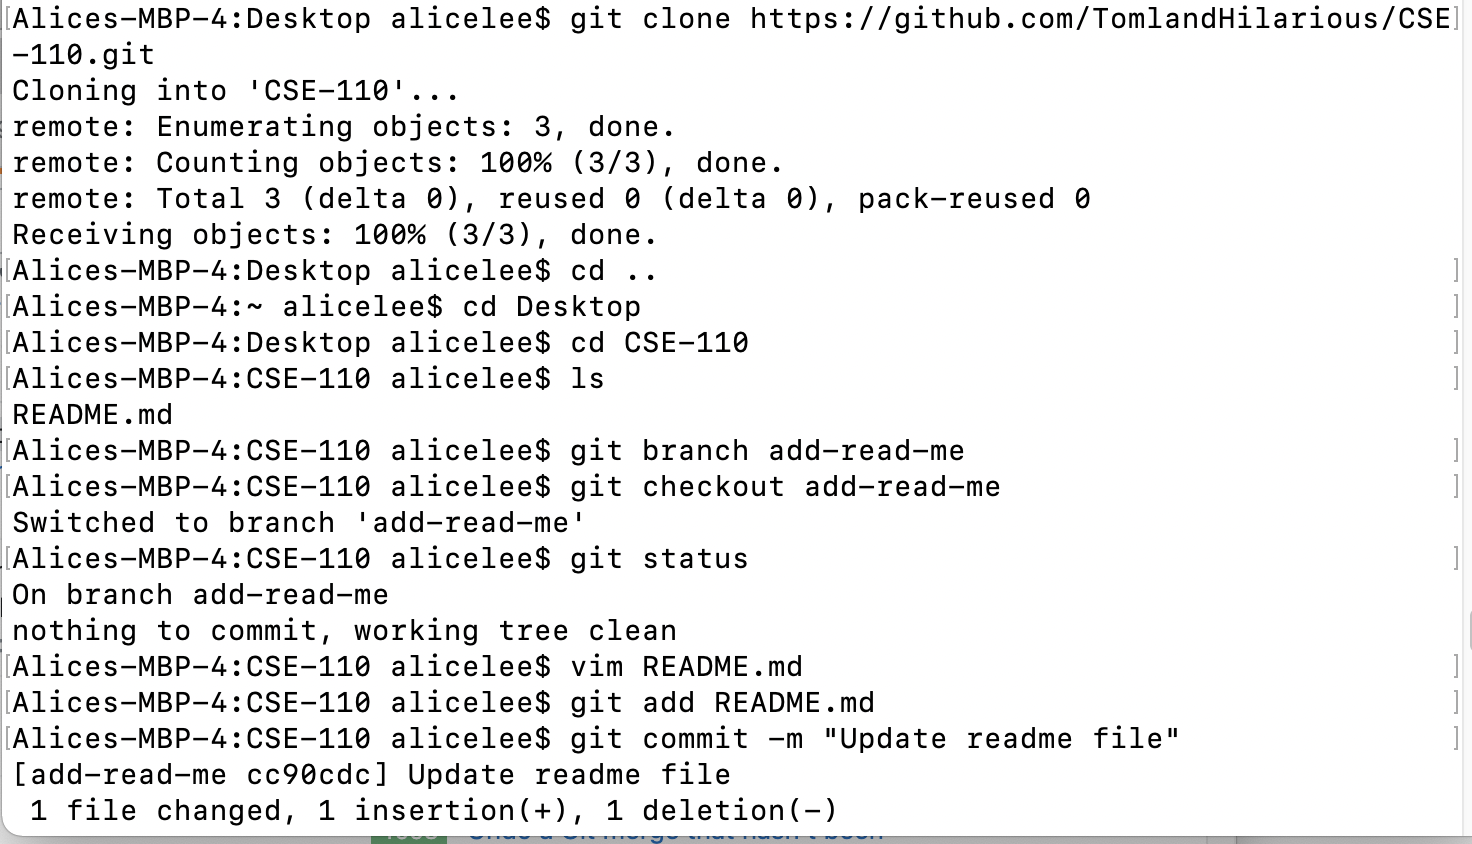 [Alices-MBP-4:Desktop alicelee$ git clone https://github.com/TomlandHilarious/CSE]
-110.git
Cloning into 'CSE-110'...
remote: Enumerating objects: 3, done.
remote: Counting objects: 100% (3/3), done.
remote: Total 3 (delta 0), reused 0 (delta 0), pack-reused 0
Receiving objects: 100% (3/3), done.
[Alices-MBP-4:Desktop alicelee$ cd .. ]
[Alices-MBP-4:~ alicelee$ cd Desktop ]
[Alices-MBP-4:Desktop alicelee$ cd CSE-110 ]
[Alices-MBP-4:CSE-110 alicelee$ ls ]
README.md
[Alices-MBP-4:CSE-110 alicelee$ git branch add-read-me ]
[Alices-MBP-4:CSE-110 alicelee$ git checkout add-read-me ]
Switched to branch 'add-read-me'
[Alices-MBP-4:CSE-110 alicelee$ git status ]
On branch add-read-me
nothing to commit, working tree clean
[Alices-MBP-4:CSE-110 alicelee$ vim README.md ]
[Alices-MBP-4:CSE-110 alicelee$ git add README.md ]
[Alices-MBP-4:CSE-110 alicelee$ git commit -m "Update readme file" ]
[add-read-me cc90cdc] Update readme file
 1 file changed, 1 insertion(+), 1 deletion(-)